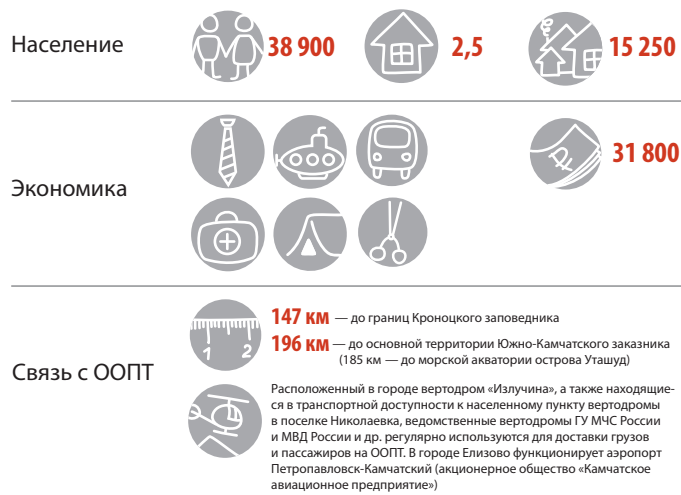 Население
38 900
2,5
15 250
Экономика
31 800
Связь с ООПТ
1 2
147 км — до границ Кроноцкого заповедника
196 км — до основной территории Южно-Камчатского заказника
(185 км — до морской акватории острова Уташуд)
Расположенный в городе вертодром «Излучина», а также находящие-
ся в транспортной доступности к населенному пункту вертодромы
в поселке Николаевка, ведомственные вертодромы ГУ МЧС России
и МВД России и др. регулярно используются для доставки грузов
и пассажиров на ООПТ. В городе Елизово функционирует аэропорт
Петропавловск-Камчатский (акционерное общество «Камчатское
авиационное предприятие»)